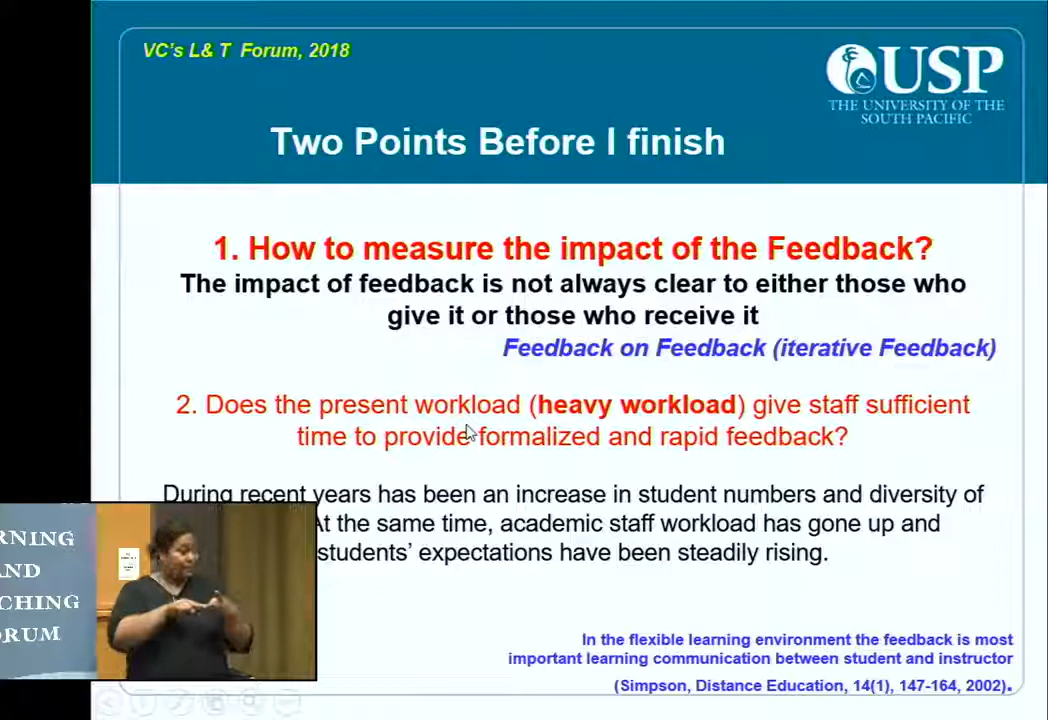 VC's L& T Forum, 2018
USP
THE UNIVERSITY OF THE
SOUTH PACIFIC
Two Points Before I finish
1. How to measure the impact of the Feedback?
The impact of feedback is not always clear to either those who
give it or those who receive it
Feedback on Feedback (iterative Feedback)
2. Does the present workload (heavy workload) give staff sufficient
time to provide formalized and rapid feedback?
During recent years has been an increase in student numbers and diversity of
At the same time, academic staff workload has gone up and
students' expectations have been steadily rising.
RNING
AND
CHING
ORUM
In the flexible learning environment the feedback is most
important learning communication between student and instructor
(Simpson, Distance Education, 14(1), 147-164, 2002).